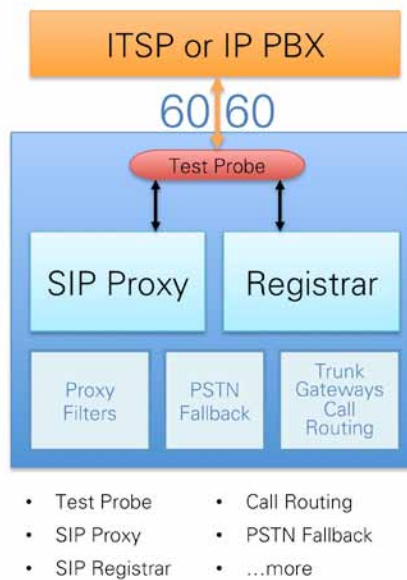 ITSP or IP PBX
60 60
Test Probe
SIP Proxy
Registrar
Proxy
Filters
PSTN
Fallback
Trunk
Gateways
Call
Routing
• Test Probe
• SIP Proxy
• SIP Registrar
• Call Routing
• PSTN Fallback
• ...more